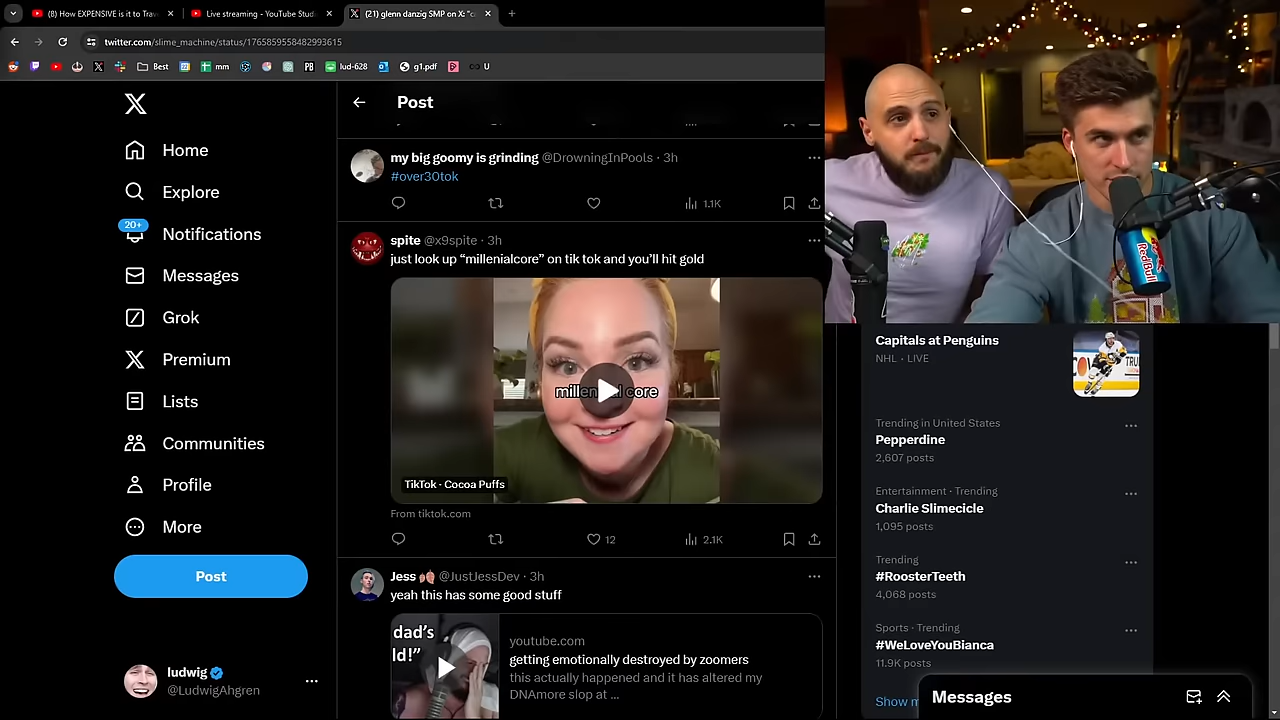 (8) How EXPENSIVE is it to Trav
Live streaming - YouTube Stud
(21) glenn danzig SMP on X: "c
twitter.com/slime_machine/status/1765859558482993615
Best
mm
PB
lud-628
g1.pdf
U
Home
Explore
20+
Notifications
Messages
Grok
Premium
Lists
Communities
Profile
More
Post
ludwig
@LudwigAhgren
Post
my big goomy is grinding @DrowningInPools · 3h
#over30tok
1.1K
spite @x9spite · 3h
just look up “millenialcore” on tik tok and you’ll hit gold
millenial core
TikTok · Cocoa Puffs
From tiktok.com
12
2.1K
Jess @JustJessDev · 3h
yeah this has some good stuff
dad’s
ld!”
youtube.com
getting emotionally destroyed by zoomers
this actually happened and it has altered my
DNAmore slop at ...
RedBull
Capitals at Penguins
NHL · LIVE
Trending in United States
Pepperdine
2,607 posts
Entertainment · Trending
Charlie Slimecicle
1,095 posts
Trending
#RoosterTeeth
4,068 posts
Sports · Trending
#WeLoveYouBianca
11.9K posts
Show m
Messages